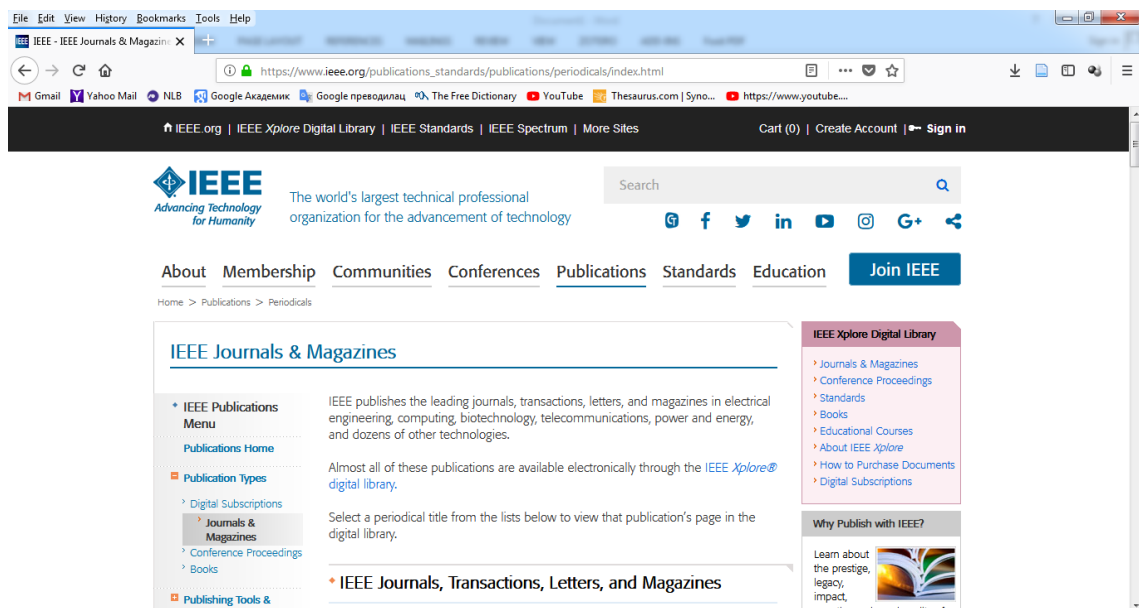 File Edit View History Bookmarks Tools Help
IEEE - IEEE Journals & Magazin
https://www.ieee.org/publications_standards/publications/periodicals/index.html
Gmail Yahoo Mail NLB Google Академик Google преводилац The Free Dictionary YouTube Thesaurus.com | Syno... https://www.youtube....
IEEE.org | IEEE Xplore Digital Library | IEEE Standards | IEEE Spectrum | More Sites Cart (0) | Create Account | Sign in
IEEE
Advancing Technology
for Humanity
The world's largest technical professional
organization for the advancement of technology
Search
About Membership Communities Conferences Publications Standards Education Join IEEE
Home > Publications > Periodicals
IEEE Journals & Magazines
IEEE Publications
Menu
Publications Home
Publication Types
Digital Subscriptions
Journals &
Magazines
Conference Proceedings
Books
Publishing Tools &
IEEE publishes the leading journals, transactions, letters, and magazines in electrical
engineering, computing, biotechnology, telecommunications, power and energy,
and dozens of other technologies.
Almost all of these publications are available electronically through the IEEE Xplore®
digital library.
Select a periodical title from the lists below to view that publication's page in the
digital library.
IEEE Journals, Transactions, Letters, and Magazines
IEEE Xplore Digital Library
Journals & Magazines
Conference Proceedings
Standards
Books
Educational Courses
About IEEE Xplore
How to Purchase Documents
Digital Subscriptions
Why Publish with IEEE?
Learn about
the prestige,
legacy,
impact,